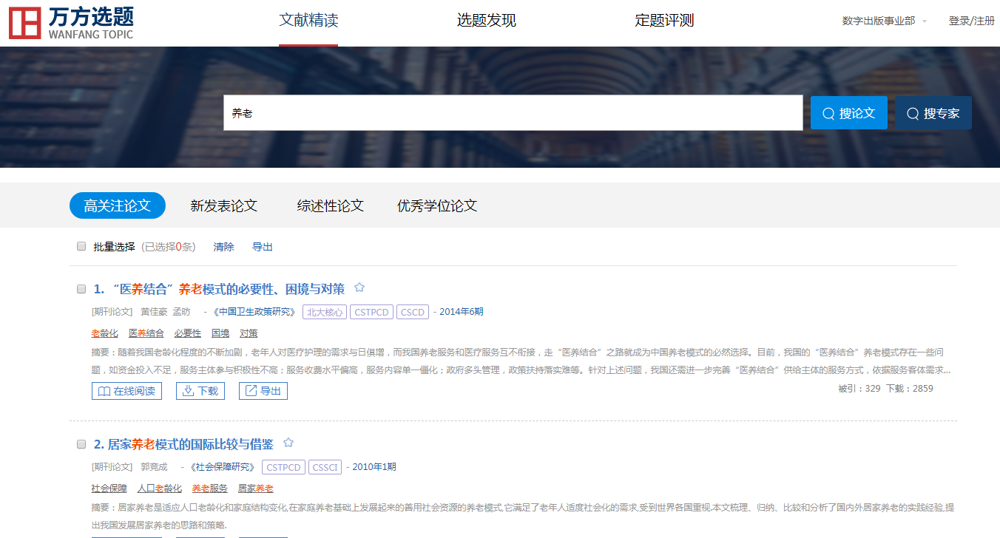 万方选题
WANFANG TOPIC
文献精读 选题发现 定题评测 数字出版事业部 登录/注册
养老 搜论文 搜专家
高关注论文 新发表论文 综述性论文 优秀学位论文
批量选择 (已选择0条) 清除 导出
1. “医养结合”养老模式的必要性、困境与对策
[期刊论文] 黄佳豪 孟昉 - 《中国卫生政策研究》 北大核心 CSTPCD CSCD - 2014年6期
老龄化 医养结合 必要性 困境 对策
摘要：随着我国老龄化程度的不断加剧，老年人对医疗护理的需求与日俱增，而我国养老服务和医疗服务互不衔接，走“医养结合”之路就成为中国养老模式的必然选择。目前，我国的“医养结合”养老模式存在一些问
题，如资金投入不足，服务主体参与积极性不高；服务收费水平偏高，服务内容单一僵化；政府多头管理，政策扶持落实难等。针对上述问题，我国还需进一步完善“医养结合”供给主体的服务方式，依据服务客体需求...
在线阅读 下载 导出 被引：329 下载：2859
2. 居家养老模式的国际比较与借鉴
[期刊论文] 郭竞成 - 《社会保障研究》 CSTPCD CSSCI - 2010年1期
社会保障 人口老龄化 养老服务 居家养老
摘要：居家养老是适应人口老龄化和家庭结构变化,在家庭养老基础上发展起来的善用社会资源的养老模式,它满足了老年人适度社会化的需求,受到世界各国重视.本文梳理、归纳、比较和分析了国内外居家养老的实践经验,提
出我国发展居家养老的思路和策略.